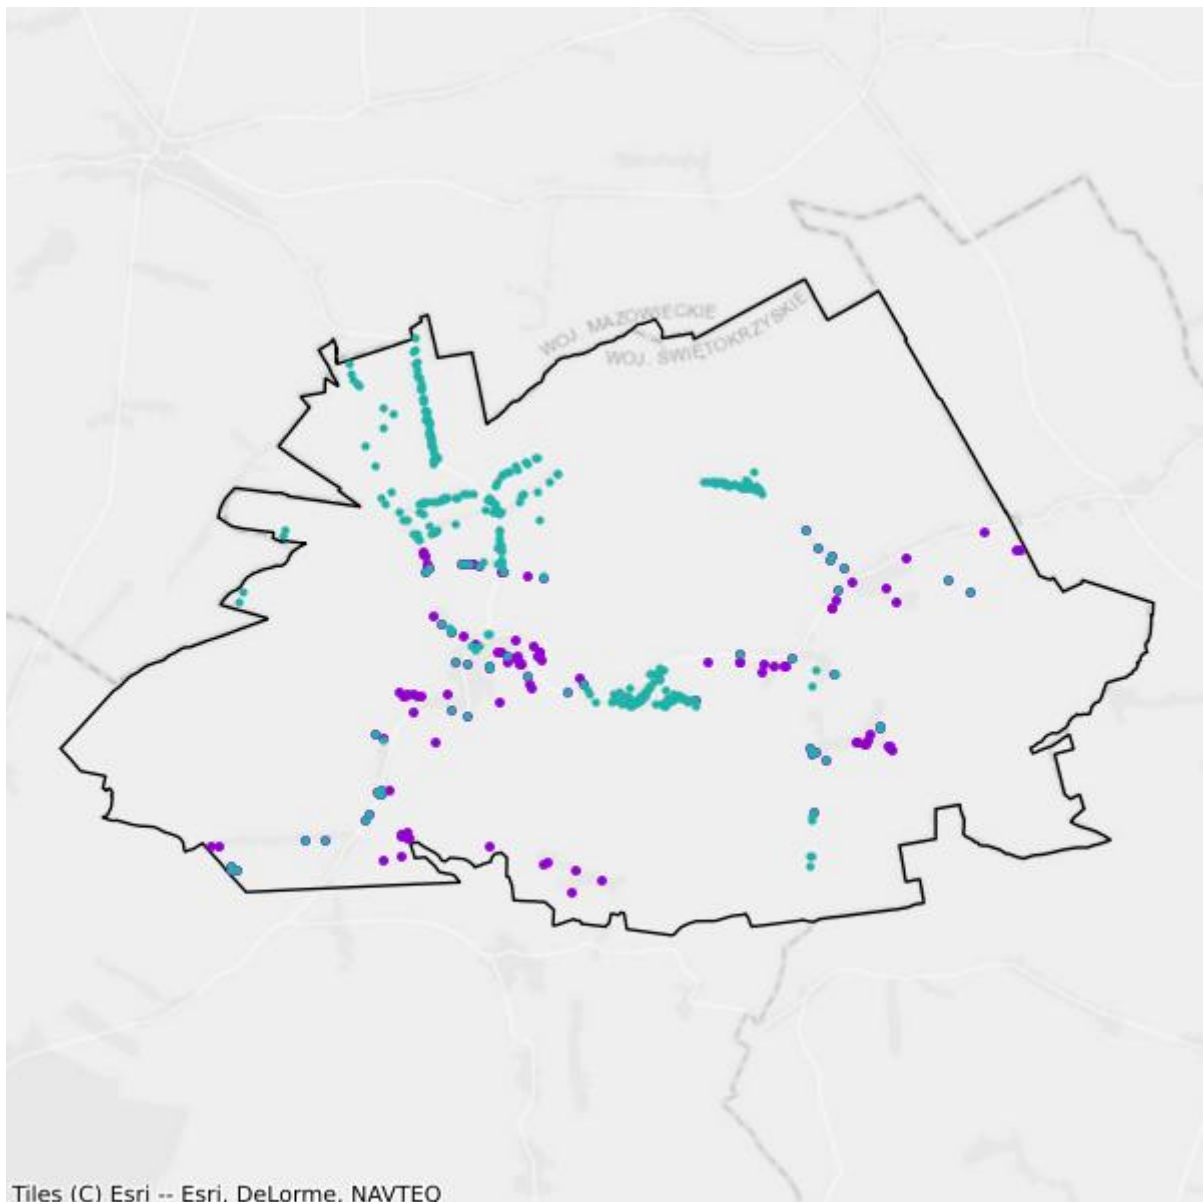 WOJ. MAZOWIECKIE
WOJ. ŚWIĘTOKRZYSKIE
Tiles (C) Esri -- Esri, DeLorme, NAVTEQ